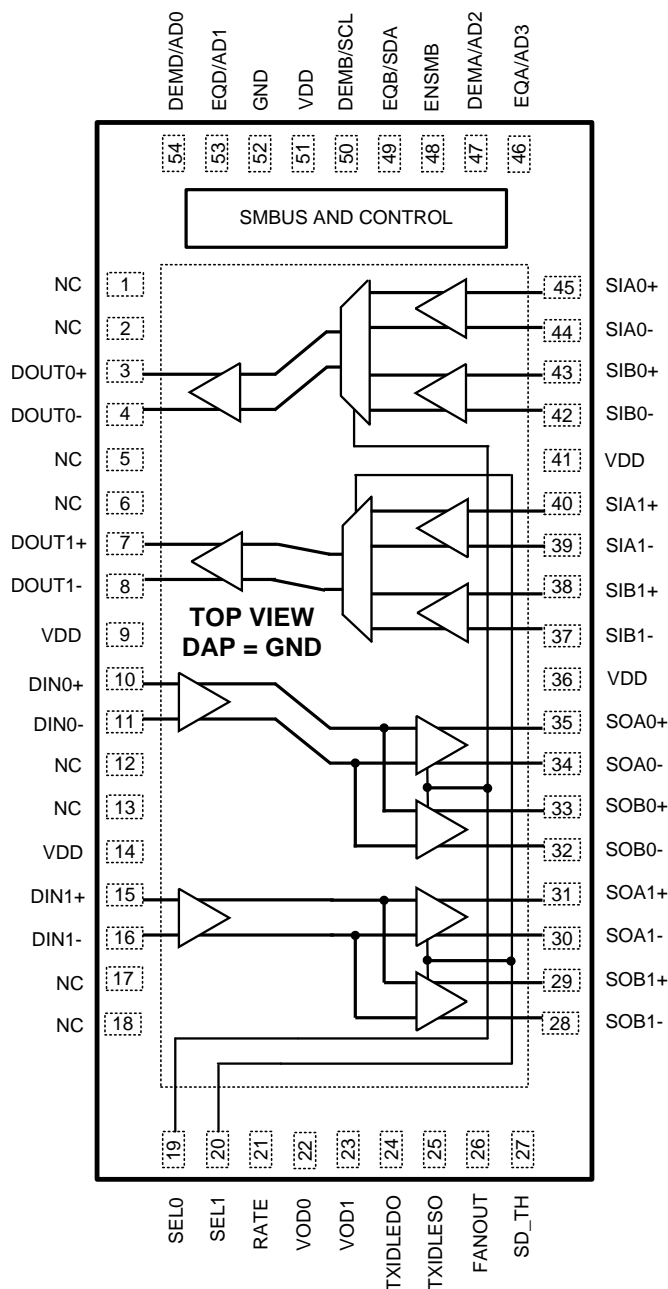 DEMD/AD0
EQD/AD1
GND
VDD
DEMB/SCL
EQB/SDA
ENSMB
DEMA/AD2
EQA/AD3
54
53
52
51
50
49
48
47
46
SMBUS AND CONTROL
NC 1
NC 2
DOUT0+ 3
DOUT0- 4
NC 5
NC 6
DOUT1+ 7
DOUT1- 8
VDD 9
DIN0+ 10
DIN0- 11
NC 12
NC 13
VDD 14
DIN1+ 15
DIN1- 16
NC 17
NC 18
TOP VIEW
DAP = GND
45 SIA0+
44 SIA0-
43 SIB0+
42 SIB0-
41 VDD
40 SIA1+
39 SIA1-
38 SIB1+
37 SIB1-
36 VDD
35 SOA0+
34 SOA0-
33 SOB0+
32 SOB0-
31 SOA1+
30 SOA1-
29 SOB1+
28 SOB1-
19
20
21
22
23
24
25
26
27
SEL0
SEL1
RATE
VOD0
VOD1
TXIDLEDO
TXIDLESO
FANOUT
SD_TH